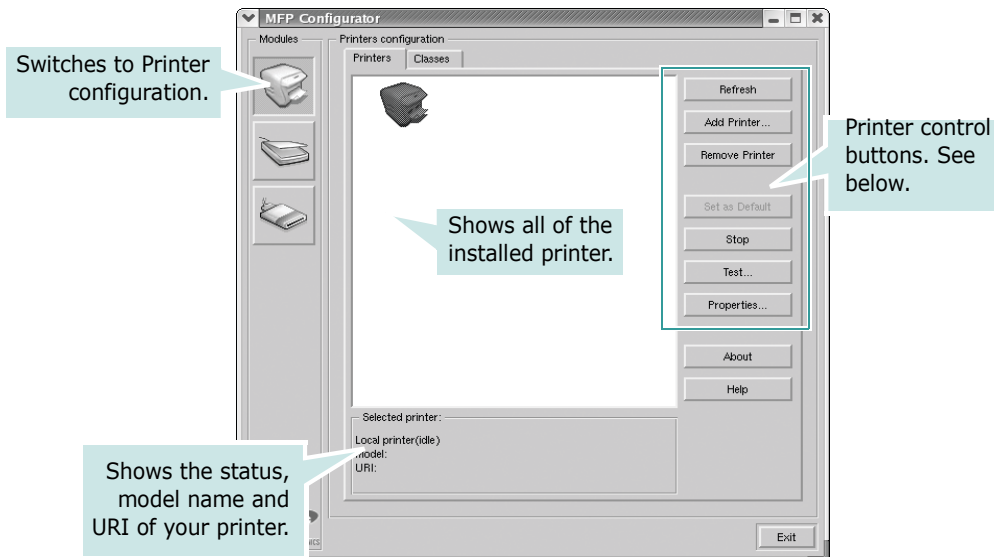 MFP Configurator
Modules
Printers configuration
Printers
Classes
Switches to Printer
configuration.
Refresh
Add Printer...
Remove Printer
Set as Default
Stop
Test...
Properties...
About
Help
Printer control
buttons. See
below.
Shows all of the
installed printer.
Selected printer:
Local printer(idle)
Model:
URI:
Shows the status,
model name and
URI of your printer.
Exit